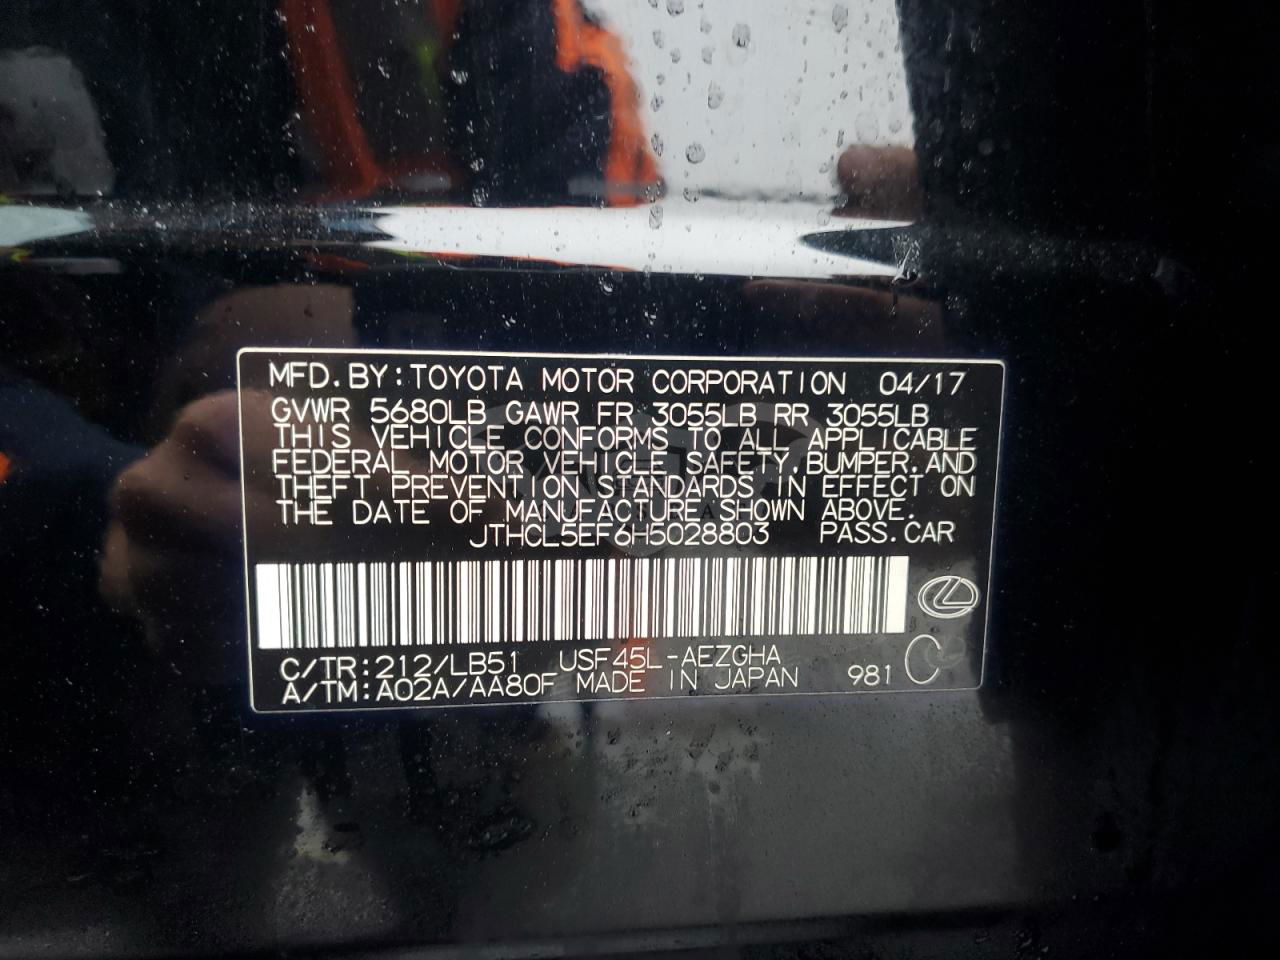 MFD.BY:TOYOTA MOTOR CORPORATION 04/17
GVWR 5680LB GAWR FR 3055LB RR 3055LB
THIS VEHICLE CONFORMS TO ALL APPLICABLE
FEDERAL MOTOR VEHICLE SAFETY,BUMPER,AND
THEFT PREVENTION STANDARDS IN EFFECT ON
THE DATE OF MANUFACTURE SHOWN ABOVE.
JTHCL5EF6H5028803 PASS.CAR
C/TR:212/LB51 USF45L-AEZGHA
A/TM:A02A/AA80F MADE IN JAPAN 981 C